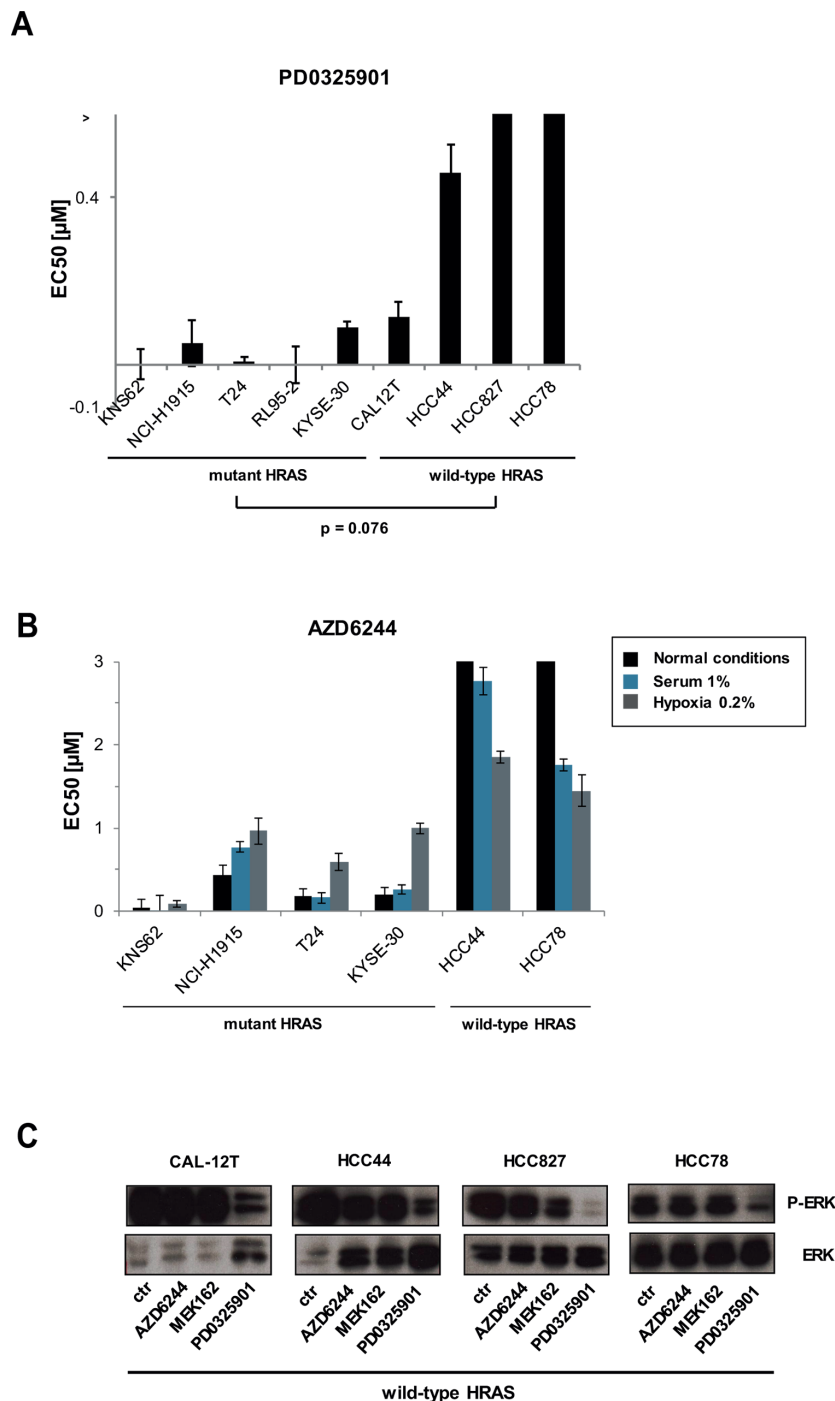 A
PD0325901
>
0.4
-0.1
EC50 [µM]
KNS62
NCI-H1915
T24
RL95-2
KYSE-30
CAL12T
HCC44
HCC827
HCC78
mutant HRAS
wild-type HRAS
p = 0.076
B
AZD6244
Normal conditions
Serum 1%
Hypoxia 0.2%
3
2
1
0
EC50 [µM]
KNS62
NCI-H1915
T24
KYSE-30
HCC44
HCC78
mutant HRAS
wild-type HRAS
C
CAL-12T
HCC44
HCC827
HCC78
P-ERK
ERK
ctr
AZD6244
MEK162
PD0325901
ctr
AZD6244
MEK162
PD0325901
ctr
AZD6244
MEK162
PD0325901
ctr
AZD6244
MEK162
PD0325901
wild-type HRAS